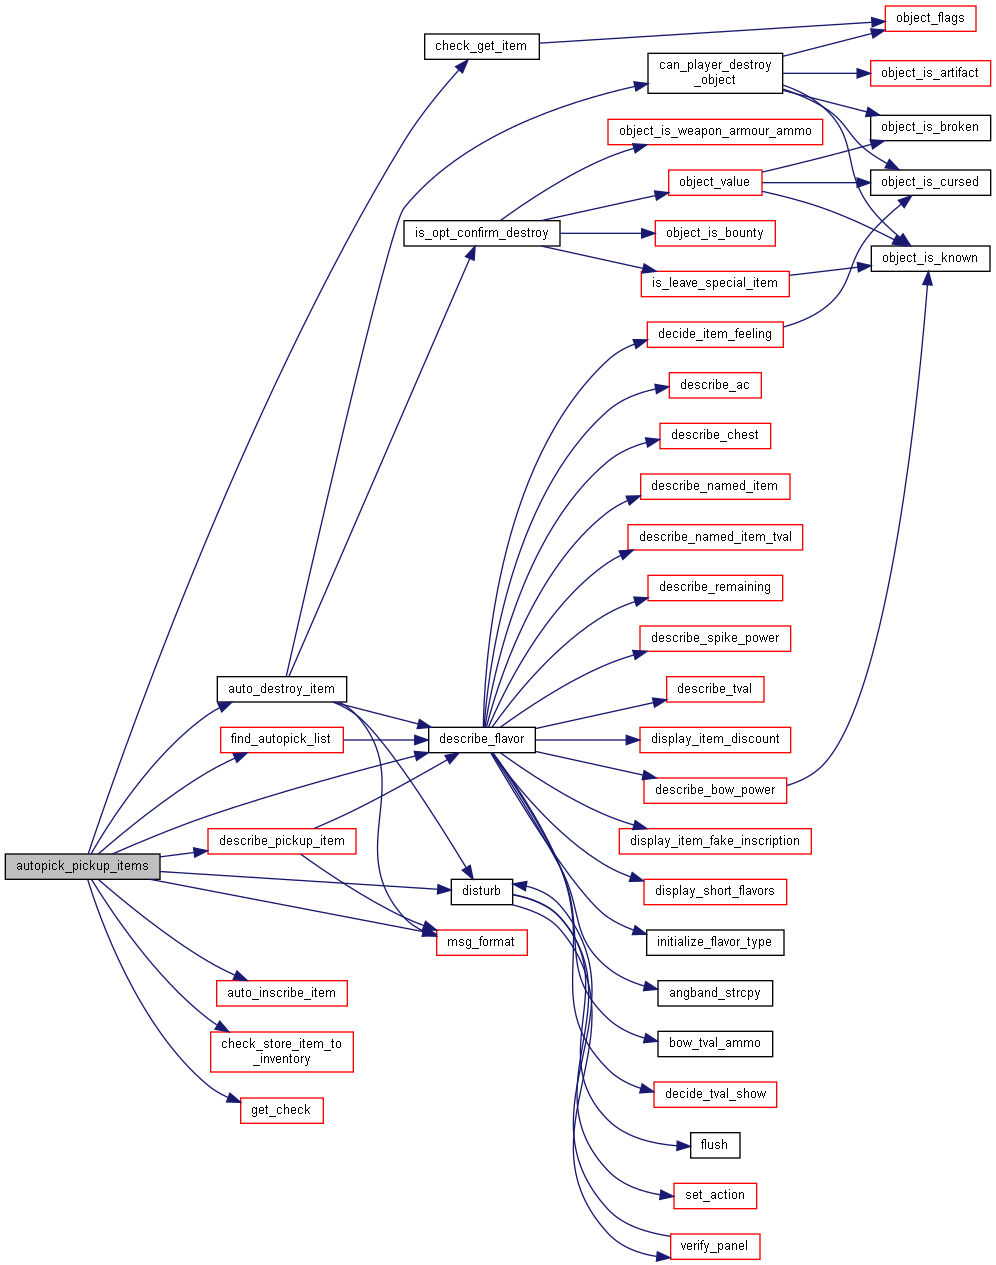 object_flags
check_get_item
can_player_destroy
_object
object_is_artifact
object_is_broken
object_is_weapon_armour_ammo
object_value
object_is_cursed
is_opt_confirm_destroy
object_is_bounty
object_is_known
is_leave_special_item
decide_item_feeling
describe_ac
describe_chest
describe_named_item
describe_named_item_tval
describe_remaining
describe_spike_power
auto_destroy_item
describe_tval
find_autopick_list
describe_flavor
display_item_discount
describe_bow_power
describe_pickup_item
display_item_fake_inscription
autopick_pickup_items
disturb
display_short_flavors
msg_format
initialize_flavor_type
auto_inscribe_item
angband_strcpy
check_store_item_to
_inventory
bow_tval_ammo
decide_tval_show
get_check
flush
set_action
verify_panel